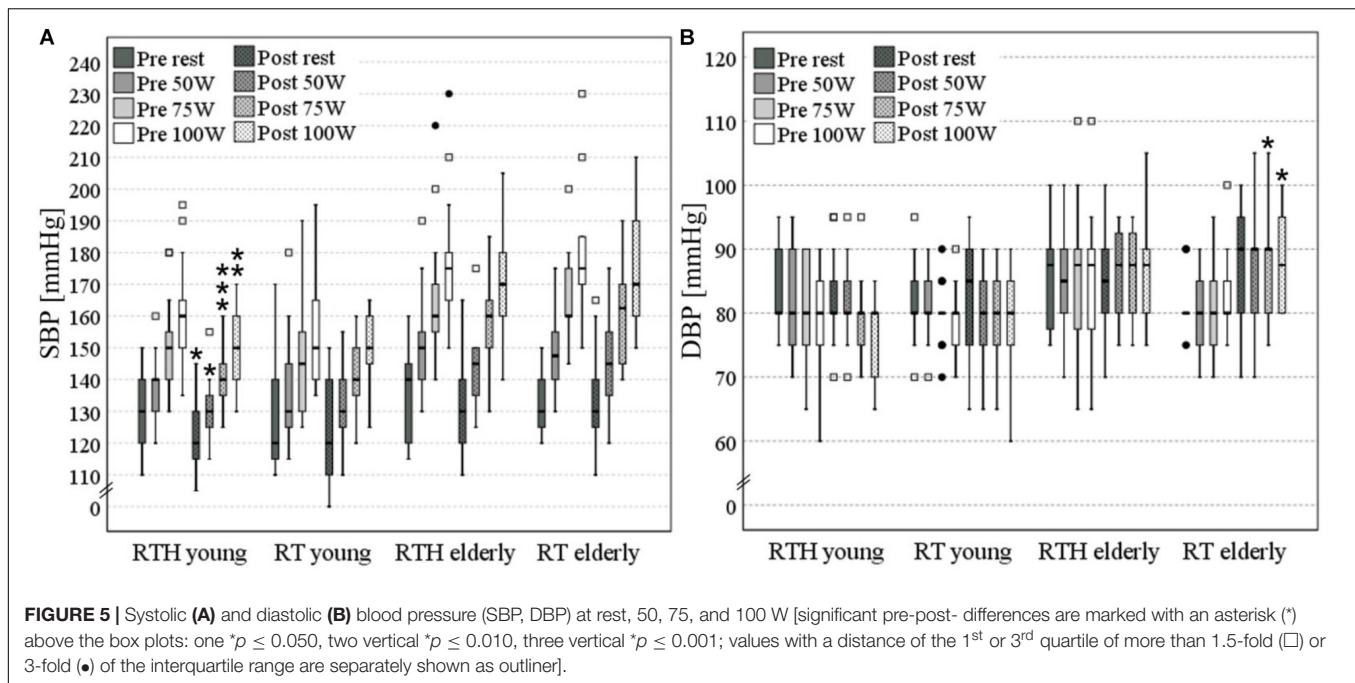 A
SBP [mmHg]
240
230
220
210
200
190
180
170
160
150
140
130
120
110
0
Pre rest Post rest
Pre 50W Post 50W
Pre 75W Post 75W
Pre 100W Post 100W
* * *** **
RTH young RT young RTH elderly RT elderly
B
DBP [mmHg]
120
110
100
90
80
70
60
0
Pre rest Post rest
Pre 50W Post 50W
Pre 75W Post 75W
Pre 100W Post 100W
* *
RTH young RT young RTH elderly RT elderly
FIGURE 5 | Systolic (A) and diastolic (B) blood pressure (SBP, DBP) at rest, 50, 75, and 100 W [significant pre-post- differences are marked with an asterisk (*)
above the box plots: one *p ≤ 0.050, two vertical *p ≤ 0.010, three vertical *p ≤ 0.001; values with a distance of the 1st or 3rd quartile of more than 1.5-fold (□) or
3-fold (●) of the interquartile range are separately shown as outliner].